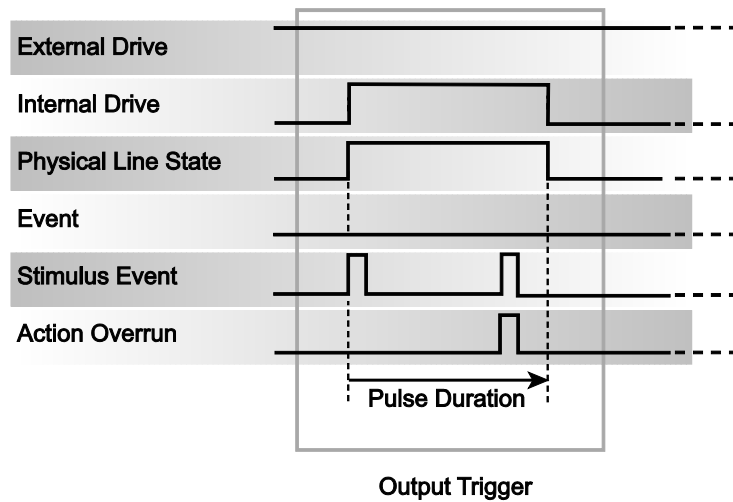 External Drive
Internal Drive
Physical Line State
Event
Stimulus Event
Action Overrun
Pulse Duration
Output Trigger